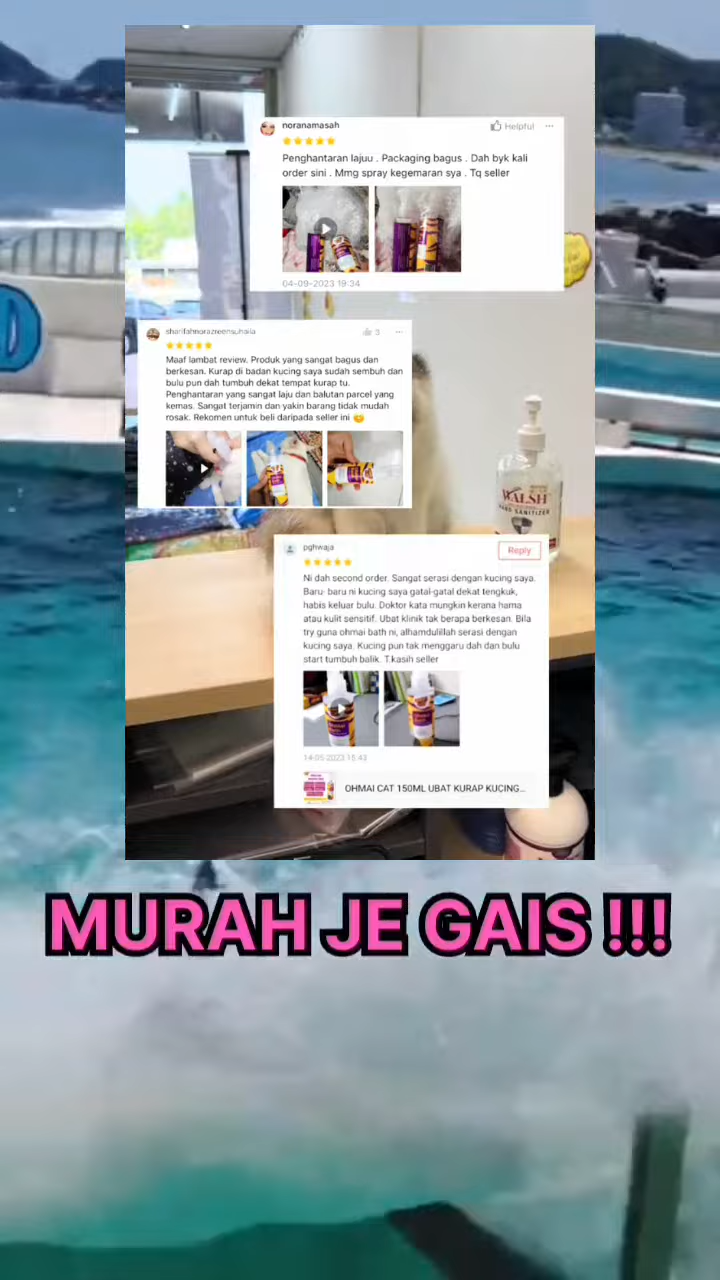 noranamasah
Helpful
Penghantaran lajuu . Packaging bagus . Dah byk kali
order sini . Mmg spray kegemaran sya . Tq seller
04-09-2023 19:34
sharifahnorazreensuhaila
3
Maaf lambat review. Produk yang sangat bagus dan
berkesan. Kurap di badan kucing saya sudah sembuh dan
bulu pun dah tumbuh dekat tempat kurap tu.
Penghantaran yang sangat laju dan balutan parcel yang
kemas. Sangat terjamin dan yakin barang tidak mudah
rosak. Rekomen untuk beli daripada seller ini 😊
WALSH
HAND SANITIZER
pghwaja
Reply
Ni dah second order. Sangat serasi dengan kucing saya.
Baru- baru ni kucing saya gatal-gatal dekat tengkuk,
habis keluar bulu. Doktor kata mungkin kerana hama
atau kulit sensitif. Ubat klinik tak berapa berkesan. Bila
try guna ohmai bath ni, alhamdulillah serasi dengan
kucing saya. Kucing pun tak menggaru dah dan bulu
start tumbuh balik. T.kasih seller
14-05-2023 15:43
OHMAI CAT 150ML UBAT KURAP KUCING...
MURAH JE GAIS !!!